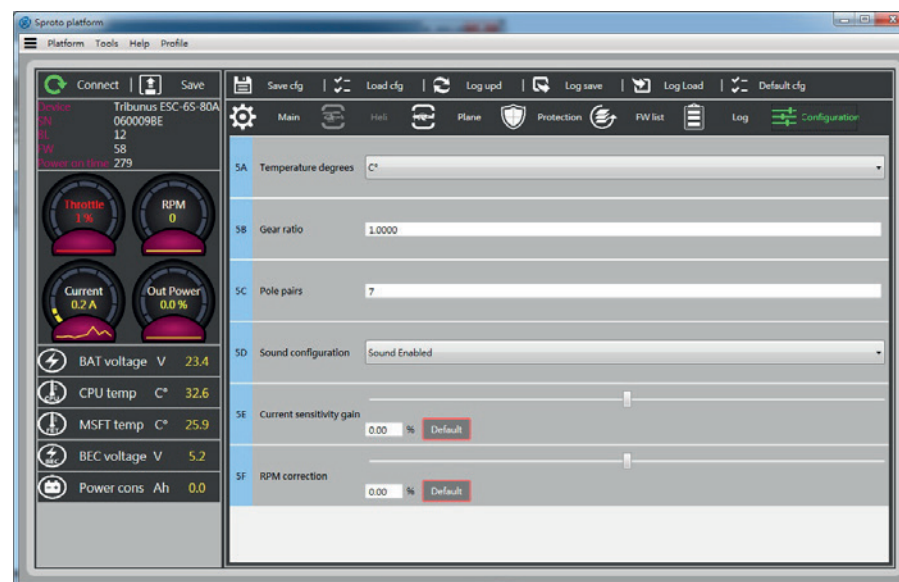 Sproto platform
Platform Tools Help Profile
Connect | Save
Save cfg | Load cfg | Log upd | Log save | Log Load | Default cfg
Device Tribunus ESC-6S-80A
SN 060009BE
BL 12
FW 58
Power on time 279
Main Heli Plane Protection FW list Log Configuration
Throttle
1 %
RPM
0
Current
0.2 A
Out Power
0.0 %
BAT voltage V 23.4
CPU temp C° 32.6
MSFT temp C° 25.9
BEC voltage V 5.2
Power cons Ah 0.0
5A Temperature degrees C°
5B Gear ratio 1.0000
5C Pole pairs 7
5D Sound configuration Sound Enabled
5E Current sensitivity gain
0.00 % Default
5F RPM correction
0.00 % Default